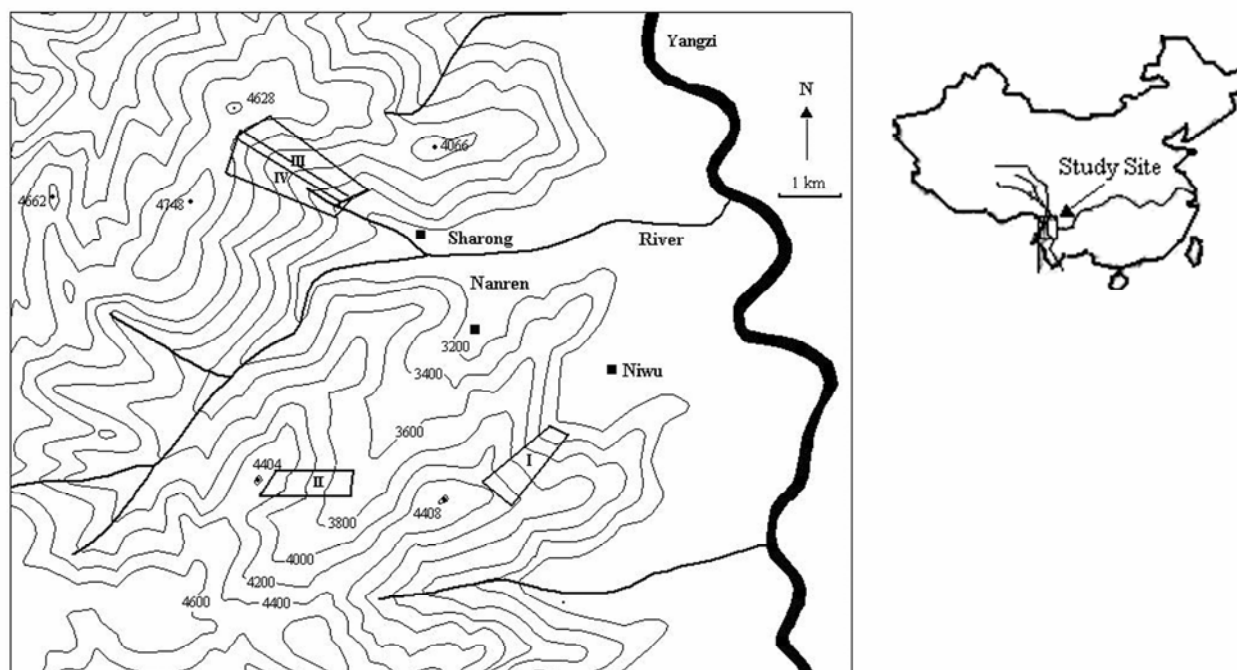 Yangzi
N
4628
4066
III
IV
1 km
4662
4748
Sharong
River
Nanren
3200
3400
Niwu
3600
I
4404
II
4408
3800
4000
4200
4600
4400
Study Site